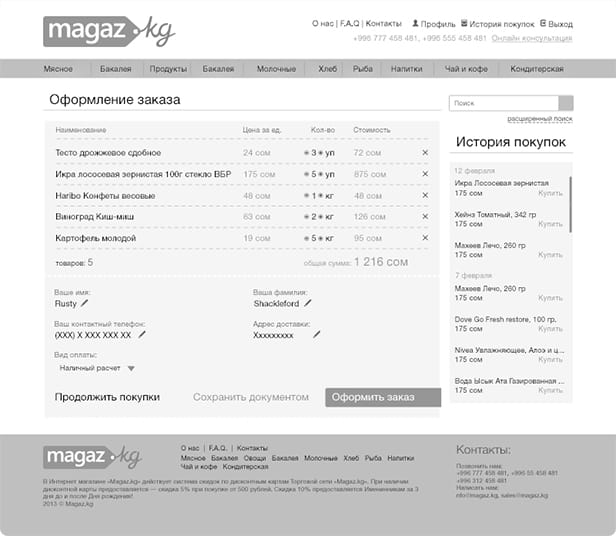 magaz .kg
О нас | F.A.Q | Контакты Профиль История покупок Выход
+996 777 458 481, +996 555 458 481 Онлайн консультация
Мясное Бакалея Продукты Бакалея Молочные Хлеб Рыба Напитки Чай и кофе Кондитерская
Оформление заказа
Поиск
расширенный поиск
Наименование Цена за ед. Кол-во Стоимость
Тесто дрожжевое сдобное 24 сом 3 уп 72 сом
Икра лососевая зернистая 100г стекло ВБР 175 сом 5 уп 875 сом
Haribo Конфеты весовые 48 сом 1 кг 48 сом
Виноград Киш-миш 63 сом 2 кг 126 сом
Картофель молодой 19 сом 5 кг 95 сом
товаров: 5 общая сумма: 1 216 сом
Ваше имя: Ваша фамилия:
Rusty Shackleford
Ваш контактный телефон: Адрес доставки:
(XXX) X XXX XXX XX Xxxxxxxxx
Вид оплаты:
Наличный расчет
Продолжить покупки Сохранить документом Оформить заказ
История покупок
12 февраля
Икра Лососевая зернистая
175 сом Купить
Хейнз Томатный, 342 гр
175 сом Купить
Махеев Лечо, 260 гр
175 сом Купить
7 февраля
Махеев Лечо, 260 гр
175 сом Купить
Dove Go Fresh restore, 100 гр.
175 сом Купить
Nivea Увлажняющее, Алоэ и ц...
175 сом Купить
Вода Ысык Ата Газированная ...
175 сом Купить
magaz .kg
О нас | F.A.Q. | Контакты
Мясное Бакалея Овощи Бакалея Молочные Хлеб Рыба Напитки
Чай и кофе Кондитерская
В Интернет магазине «Magaz.kg» действует система скидок по дисконтным картам Торговой сети «Magaz.kg». При наличии
дисконтной карты предоставляется — скидка 5% при покупке от 500 рублей. Скидка 10% предоставляется Именинникам за 3
дня до и после Дня рождения!
2013 © Magaz.kg
Контакты:
Позвонить нам:
+996 777 458 481, +996 55 458 481
+996 312 458 481
Написать нам:
nfo@magaz.kg, sales@magaz.kg